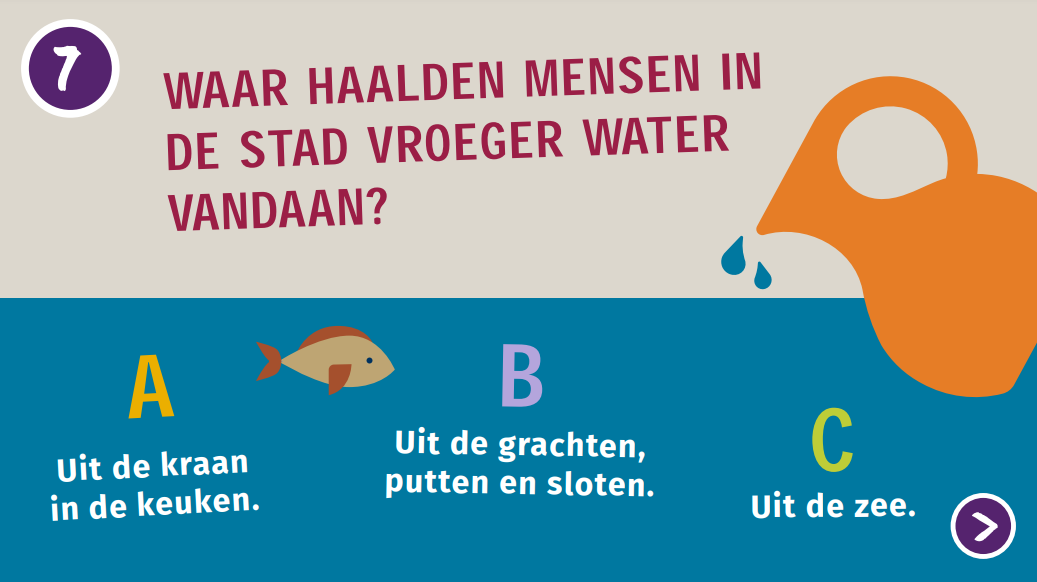 7
WAAR HAALDEN MENSEN IN
DE STAD VROEGER WATER
VANDAAN?
A
Uit de kraan
in de keuken.
B
Uit de grachten,
putten en sloten.
C
Uit de zee.